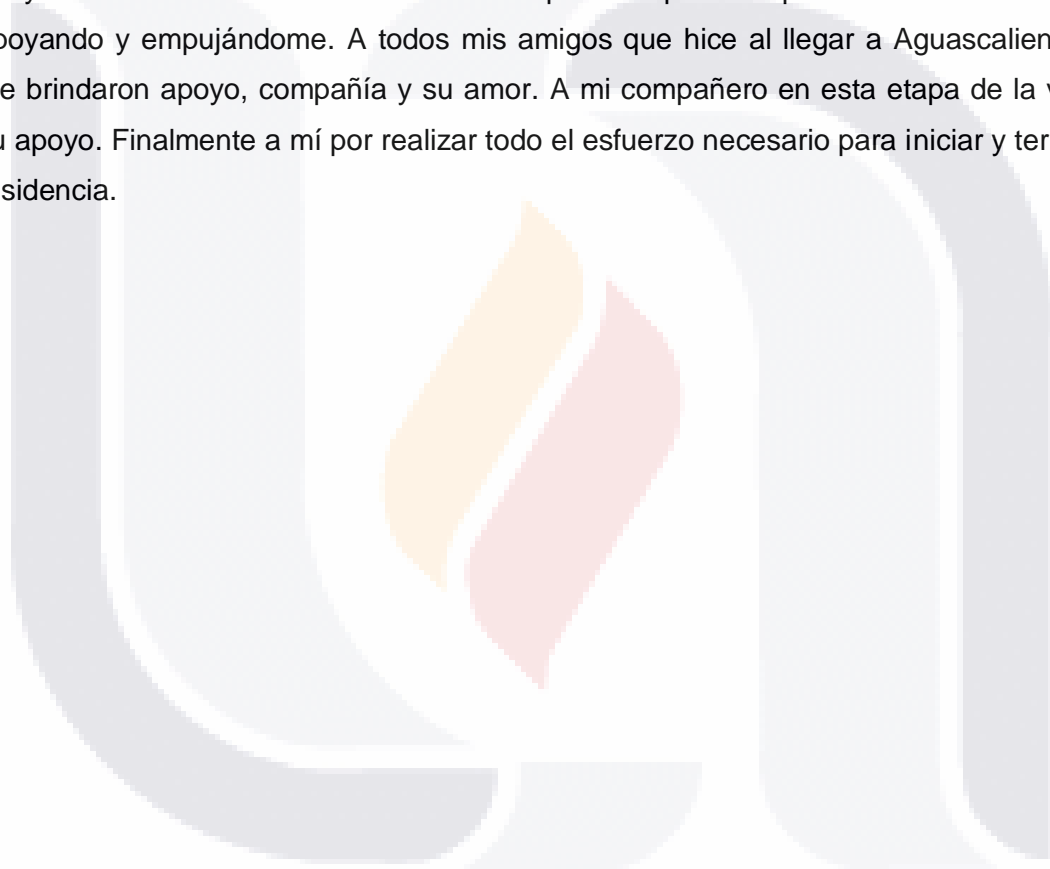 poyando y empujándome. A todos mis amigos que hice al llegar a Aguascalien
e brindaron apoyo, compañía y su amor. A mi compañero en esta etapa de la v
u apoyo. Finalmente a mí por realizar todo el esfuerzo necesario para iniciar y ter
sidencia.